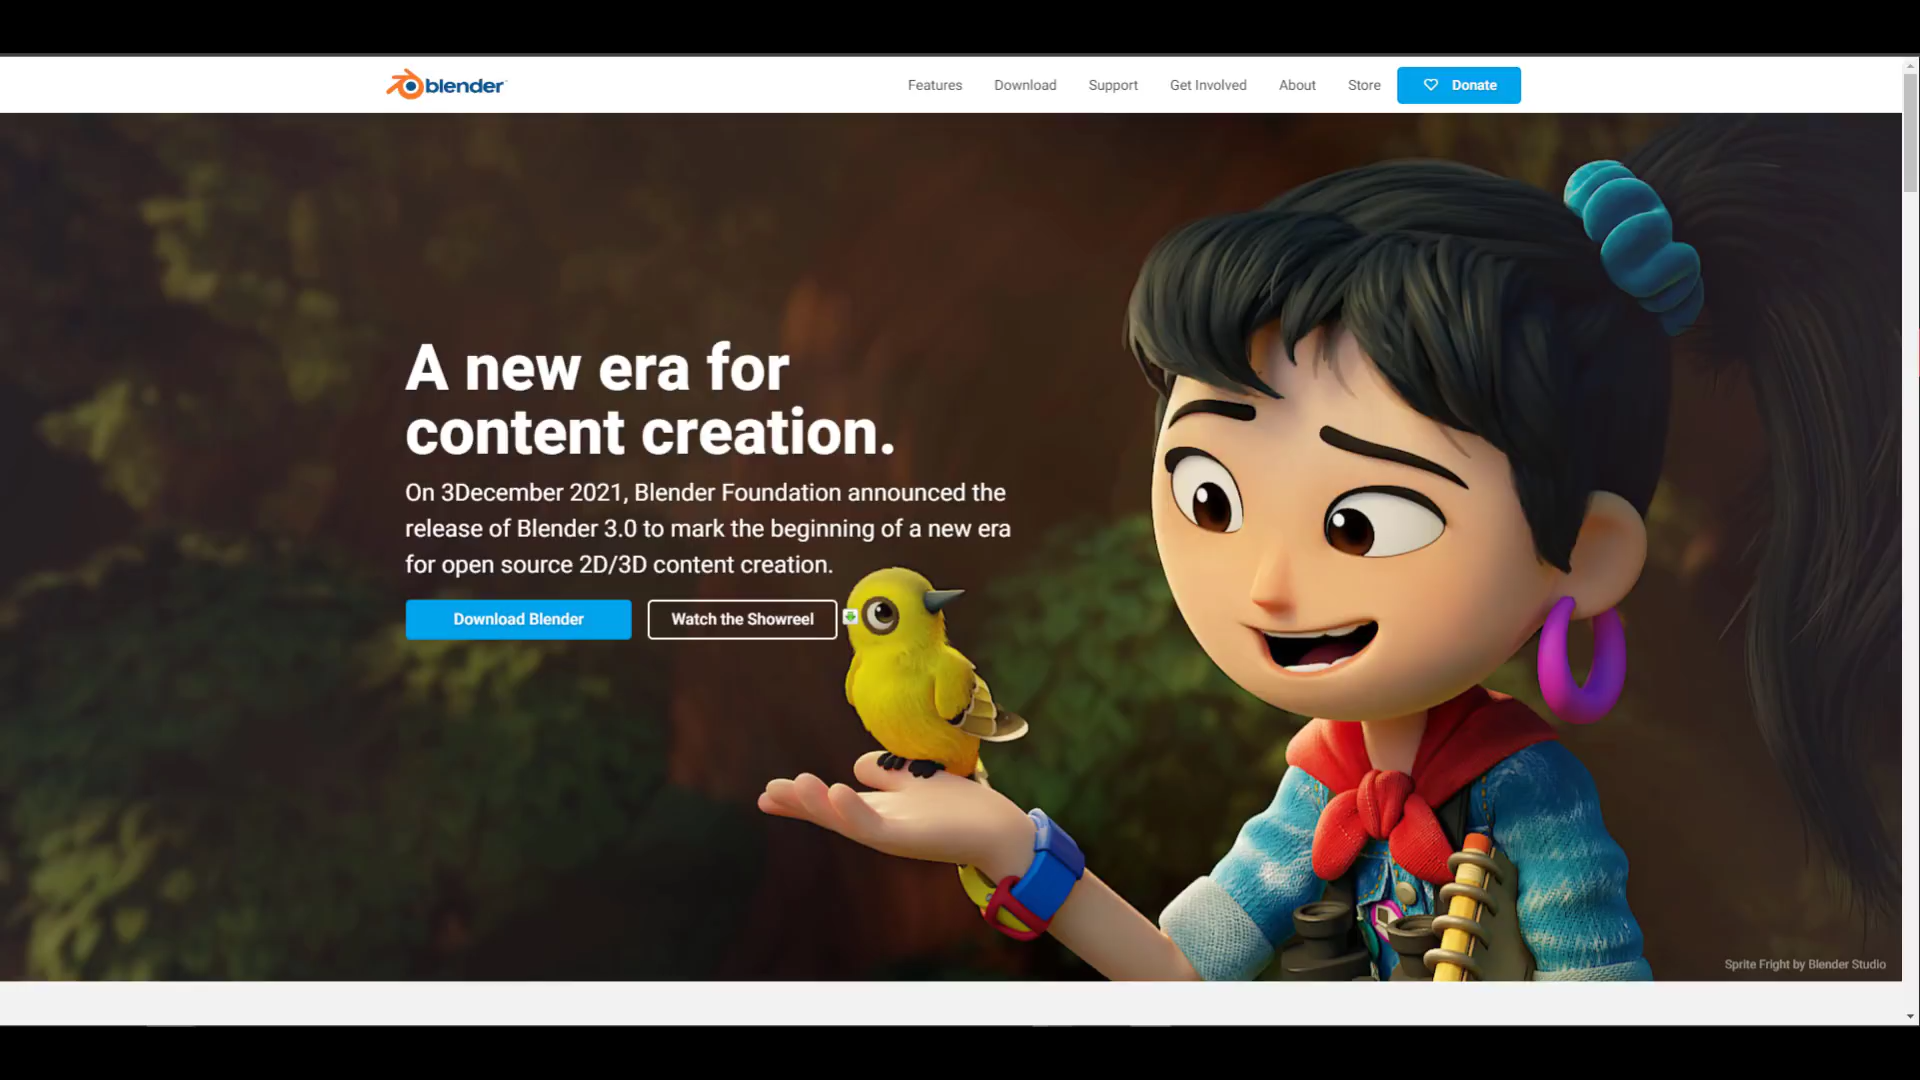 blender
Features Download Support Get Involved About Store Donate
A new era for
content creation.
On 3December 2021, Blender Foundation announced the
release of Blender 3.0 to mark the beginning of a new era
for open source 2D/3D content creation.
Download Blender Watch the Showreel
Sprite Fright by Blender Studio